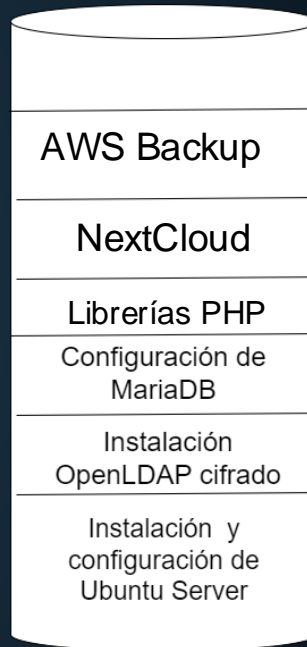 AWS Backup
NextCloud
Librerías PHP
Configuración de
MariaDB
Instalación
OpenLDAP cifrado
Instalación y
configuración de
Ubuntu Server